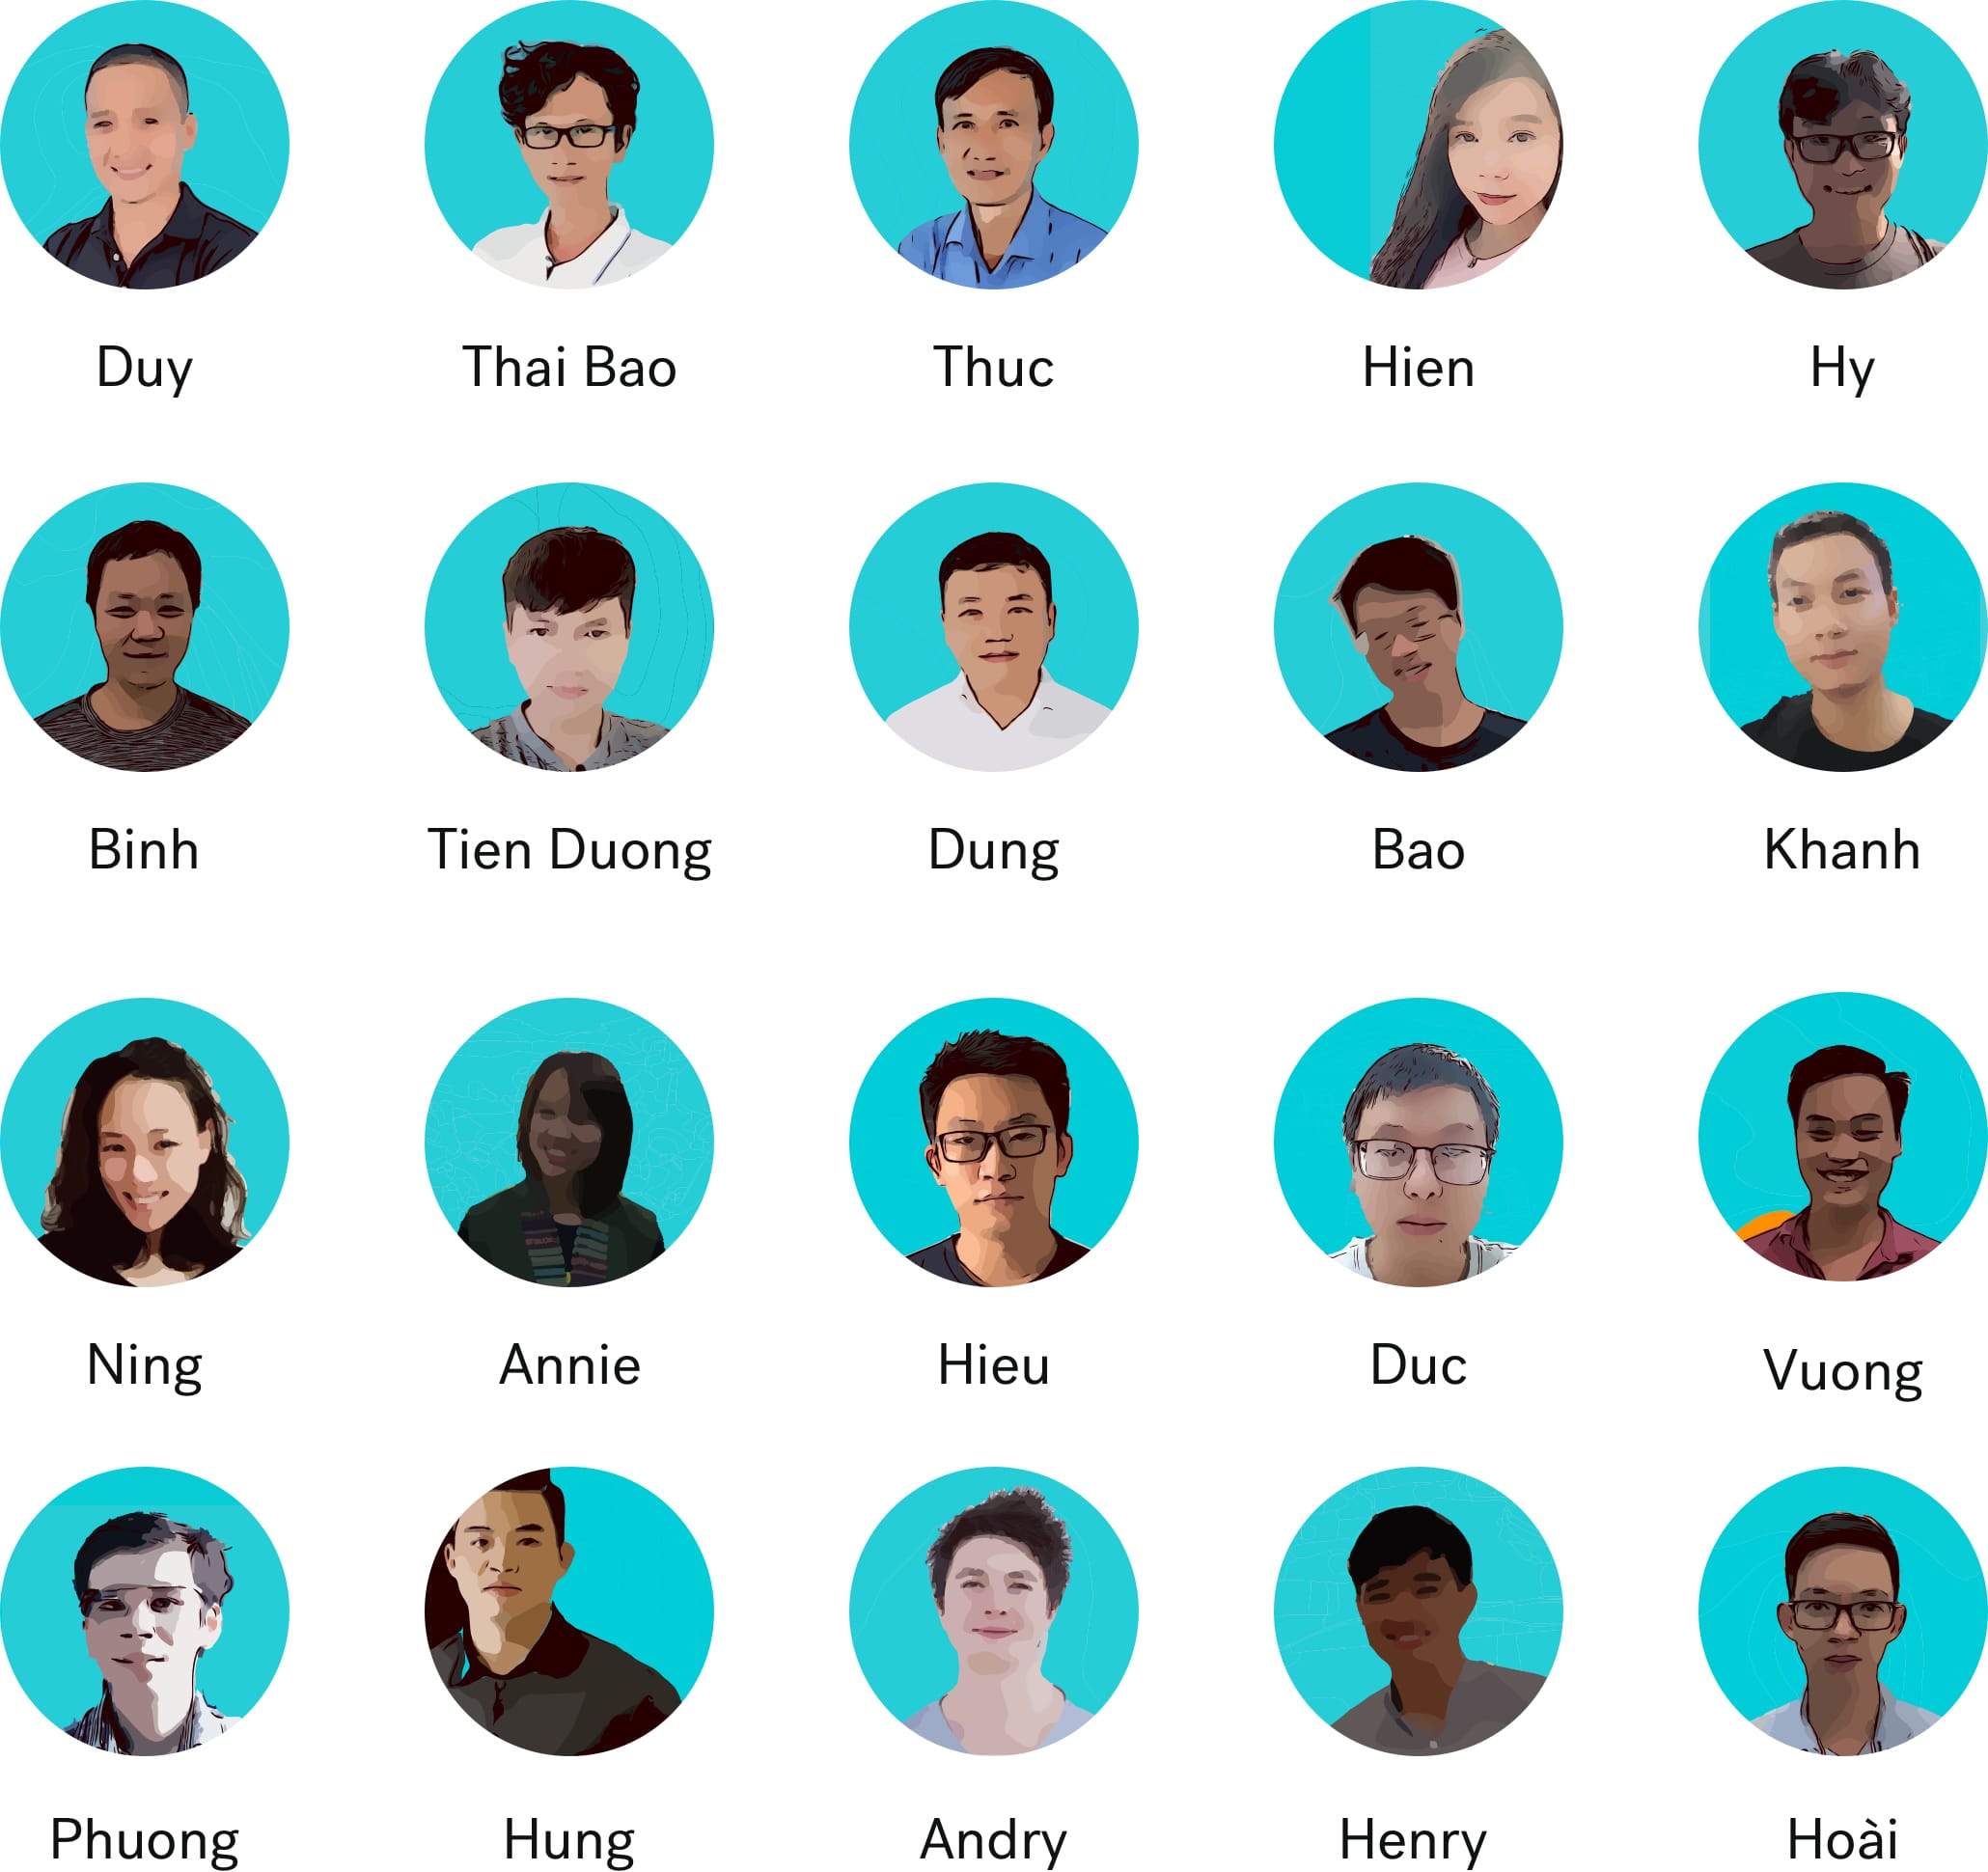 Duy
Thai Bao
Thuc
Hien
Hy
Binh
Tien Duong
Dung
Bao
Khanh
Ning
Annie
Hieu
Duc
Vuong
Phuong
Hung
Andry
Henry
Hoài